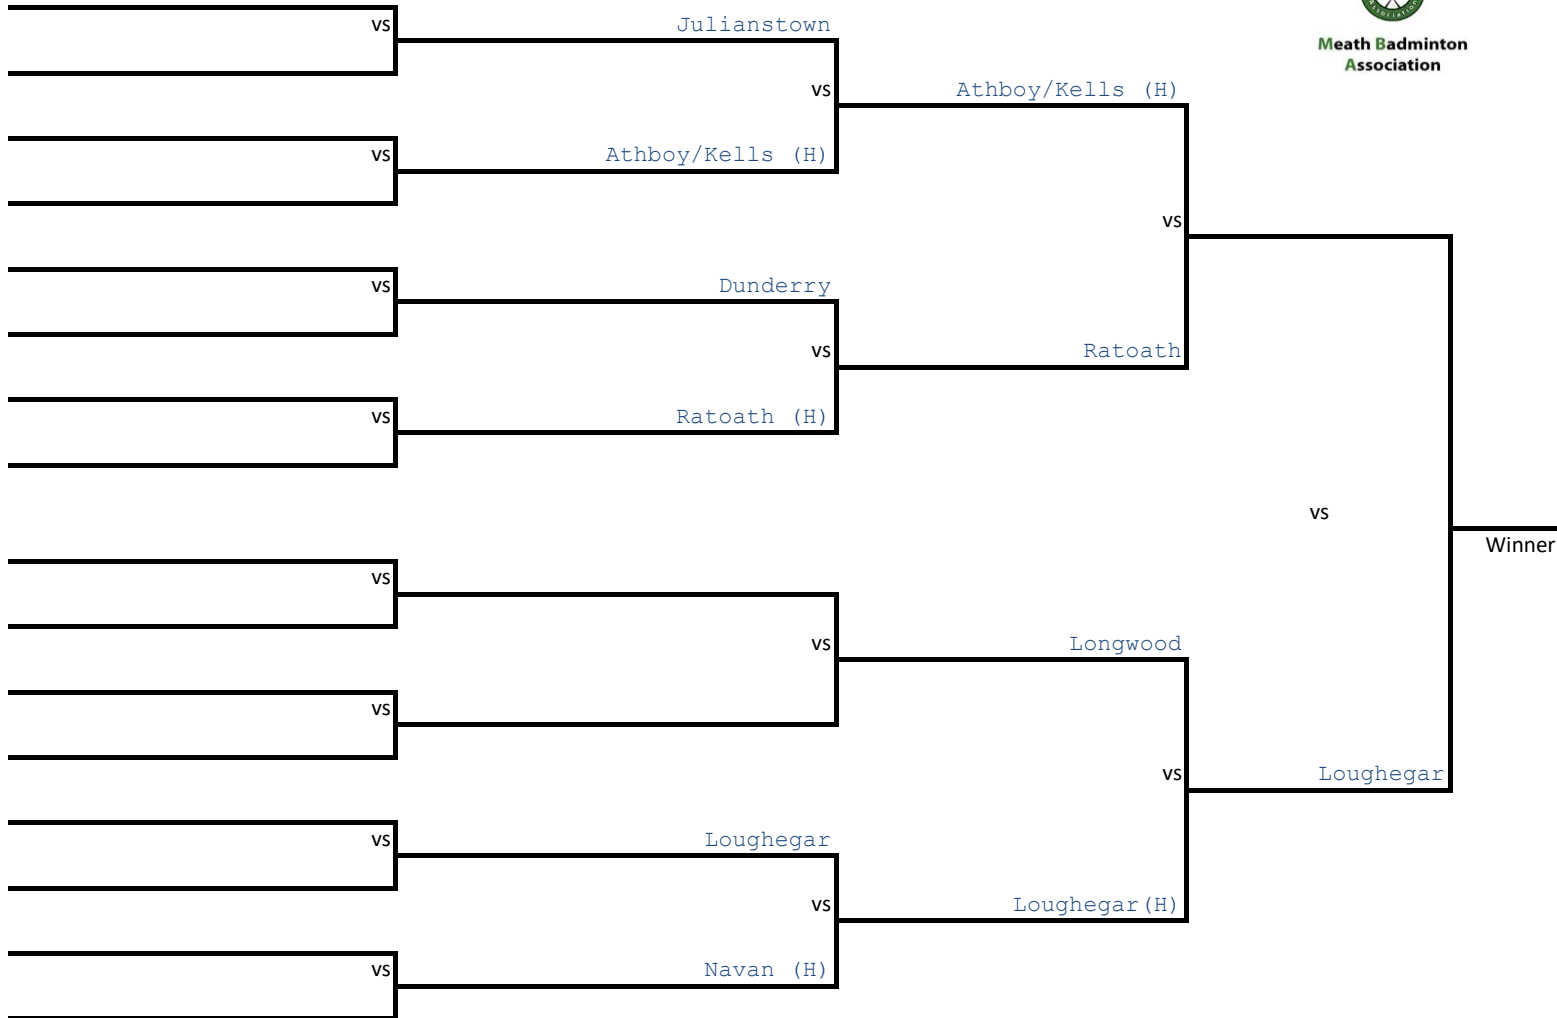 vs
Julianstown
Meath Badminton
Association
vs
Athboy/Kells (H)
vs
Athboy/Kells (H)
vs
vs
Dunderry
vs
Ratoath
vs
Ratoath (H)
vs
Winner
vs
vs
Longwood
vs
vs
Loughegar
vs
Loughegar
vs
Loughegar(H)
vs
Navan (H)